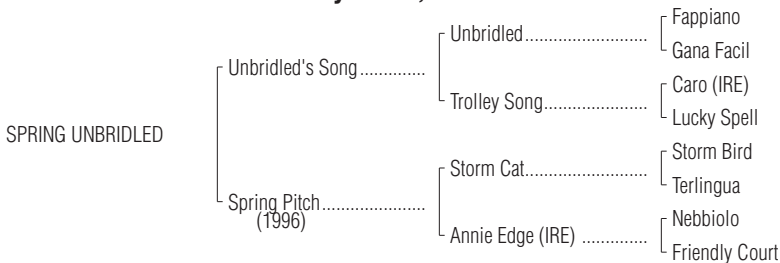 Fappiano
Unbridled..............................
Gana Facil
Unbridled's Song..............
Caro (IRE)
Trolley Song.........................
Lucky Spell
SPRING UNBRIDLED
Storm Bird
Storm Cat..............................
Terlingua
Spring Pitch.....................
(1996)
Nebbiolo
Annie Edge (IRE) ...............
Friendly Court